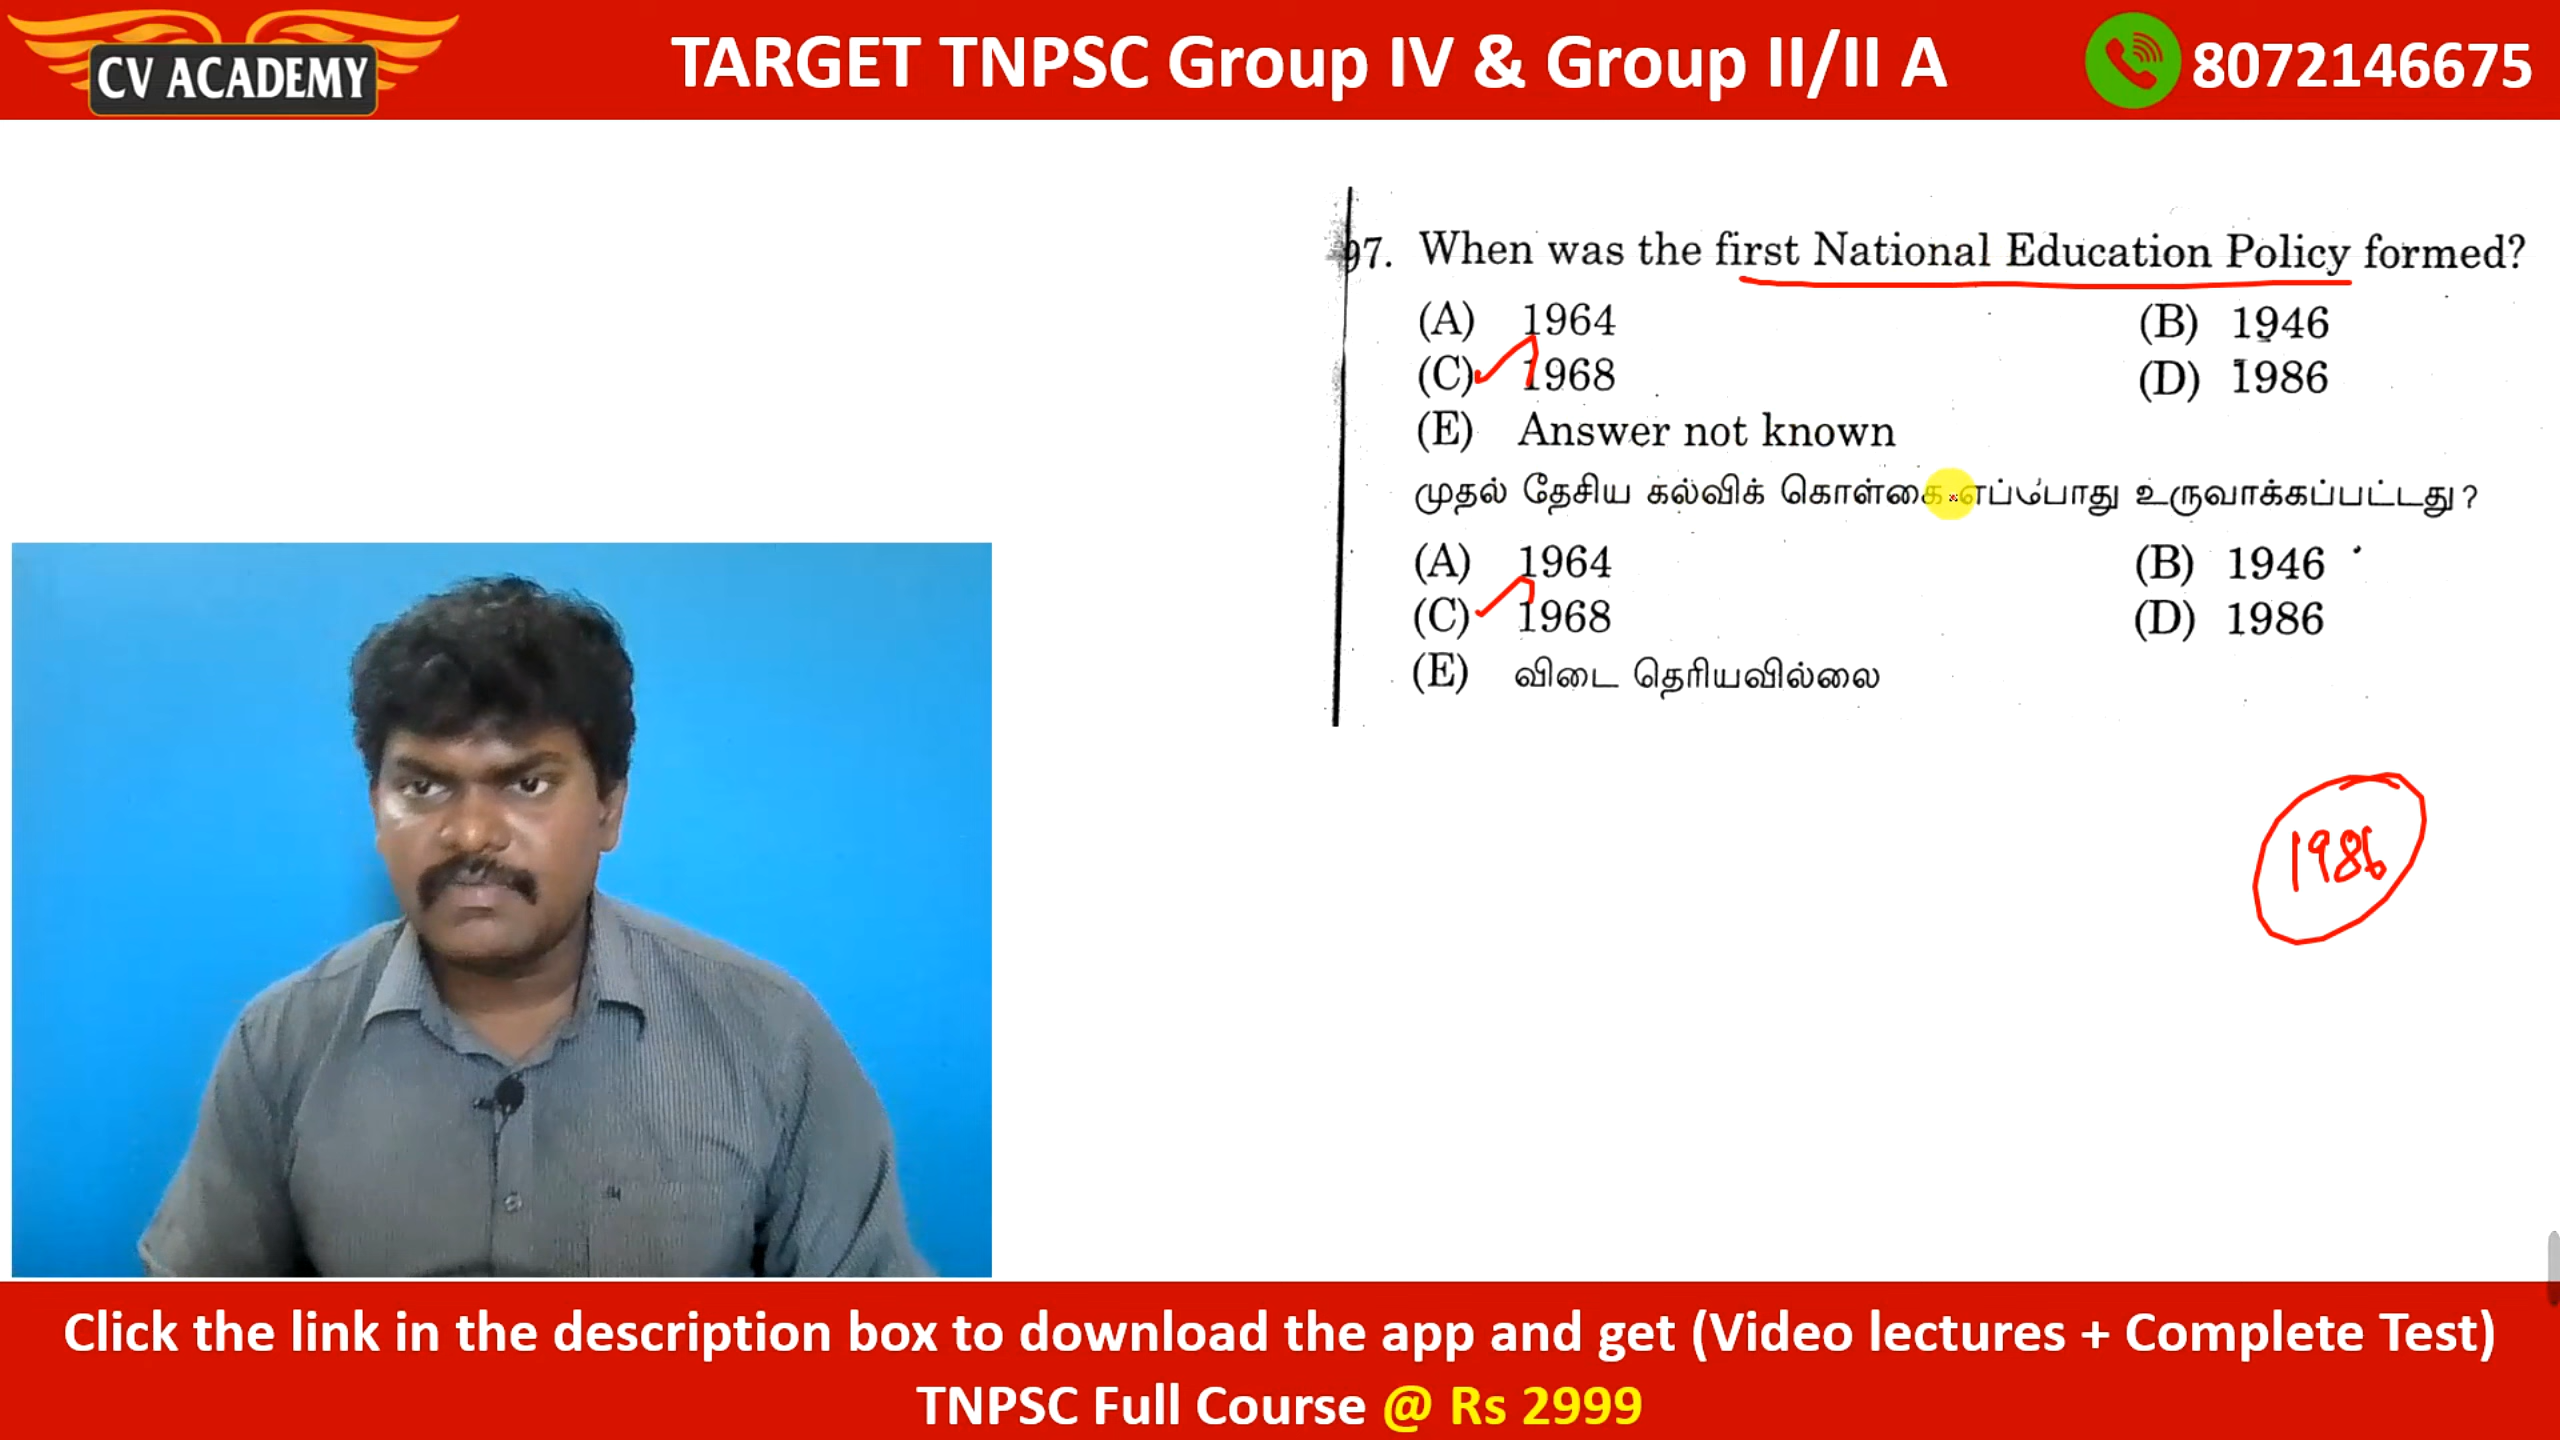 CV ACADEMY
TARGET TNPSC Group IV & Group II/II A
8072146675
97. When was the first National Education Policy formed?
(A) 1964 (B) 1946
(C) 1968 (D) 1986
(E) Answer not known
முதல் தேசிய கல்விக் கொள்கை எப்போது உருவாக்கப்பட்டது?
(A) 1964 (B) 1946
(C) 1968 (D) 1986
(E) விடை தெரியவில்லை
1986
Click the link in the description box to download the app and get (Video lectures + Complete Test)
TNPSC Full Course @ Rs 2999